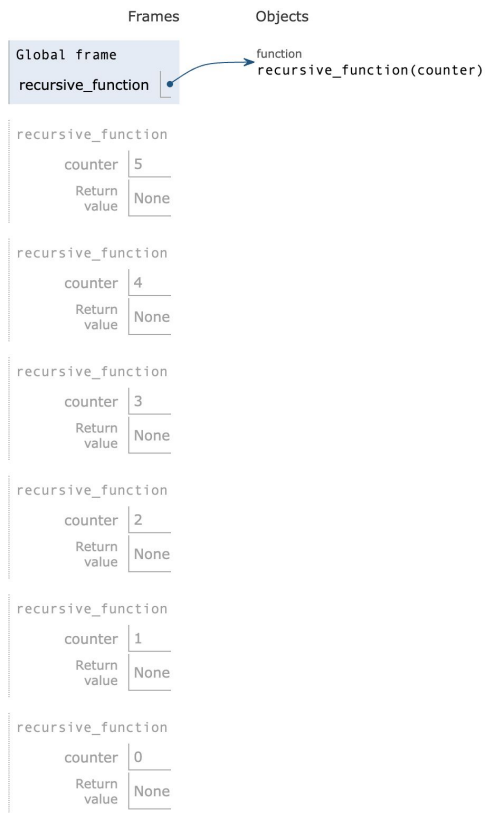 Frames Objects
Global frame
recursive_function
function
recursive_function(counter)
recursive_function
counter 5
Return
value None
recursive_function
counter 4
Return
value None
recursive_function
counter 3
Return
value None
recursive_function
counter 2
Return
value None
recursive_function
counter 1
Return
value None
recursive_function
counter 0
Return
value None